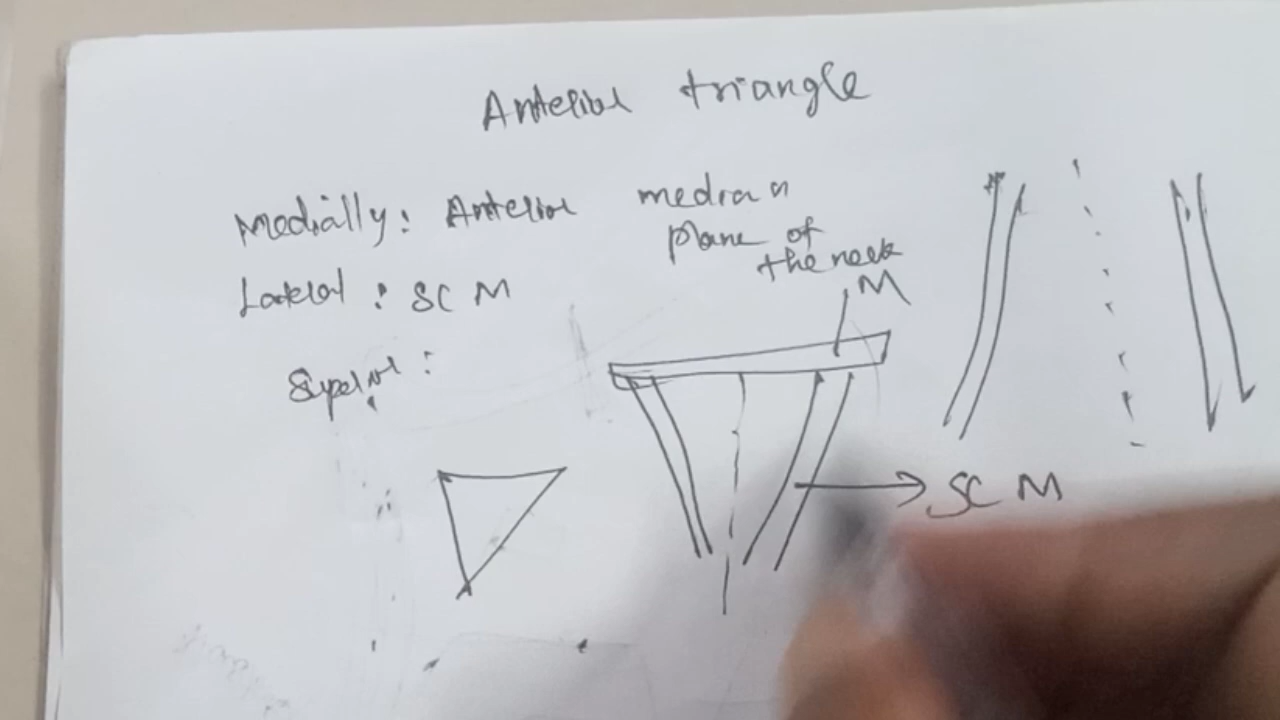 Anterior triangle
Medially: Anterior median
plane of
the neck
Lateral: SCM
M
Superior:
SCM